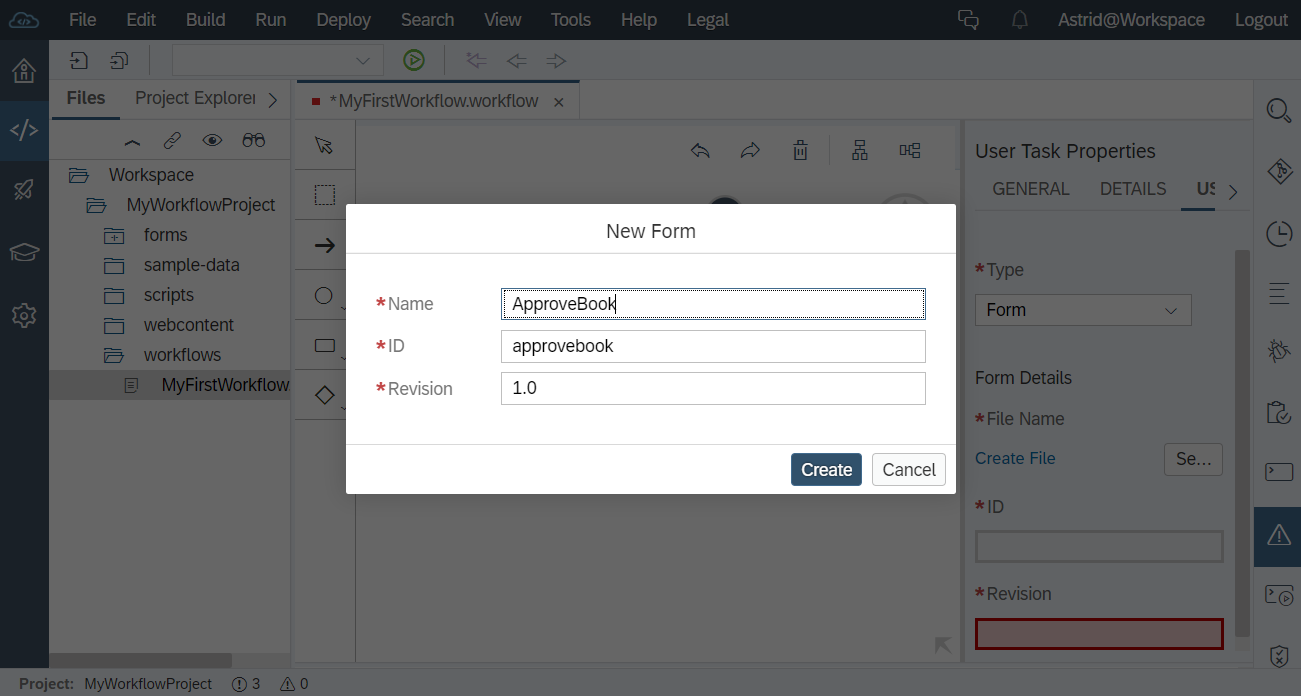 File Edit Build Run Deploy Search View Tools Help Legal Astrid@Workspace Logout
Files Project Explorer
*MyFirstWorkflow.workflow
Workspace
MyWorkflowProject
forms
sample-data
scripts
webcontent
workflows
MyFirstWorkflow
User Task Properties
GENERAL DETAILS US
*Type
Form
Form Details
*File Name
Create File Se...
*ID
*Revision
New Form
*Name ApproveBook
*ID approvebook
*Revision 1.0
Create Cancel
Project: MyWorkflowProject 3 0